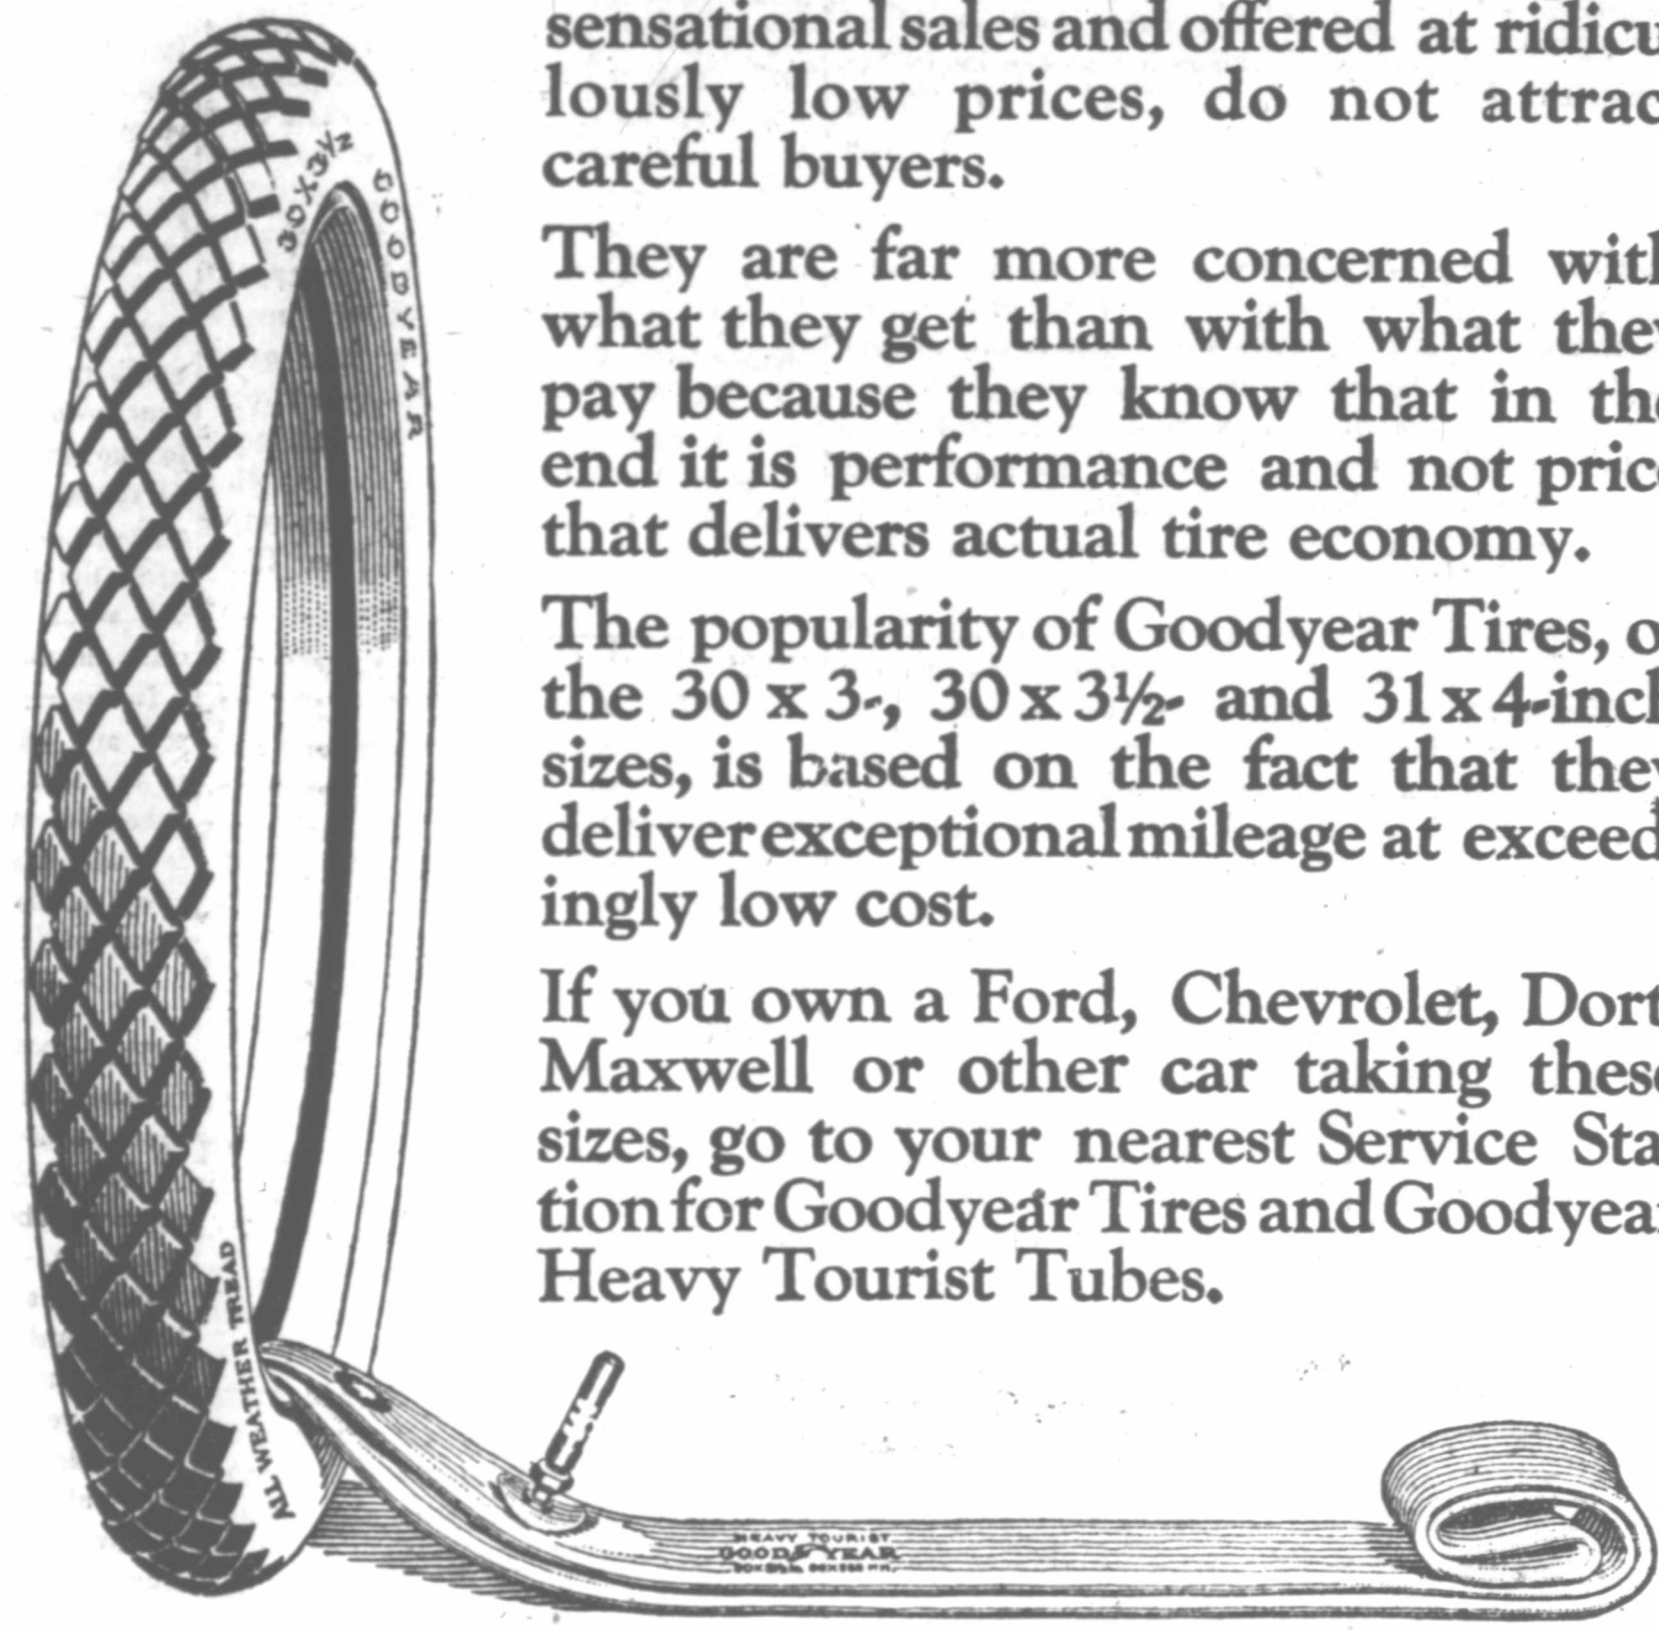 sensational sales and offered at ridicu
lously low prices, do not attrac
careful buyers.
They are far more concerned with
what they get than with what they
pay because they know that in the
end it is performance and not pric
that delivers actual tire economy.
The popularity of Goodyear Tires, o
the 30 x 3-, 30 x 3½- and 31 x 4-inch
sizes, is based on the fact that they
deliver exceptional mileage at exceed
ingly low cost.
If you own a Ford, Chevrolet, Dort
Maxwell or other car taking these
sizes, go to your nearest Service Sta
tion for Goodyear Tires and Goodyear
Heavy Tourist Tubes.
30X3½
GOODYEAR
ALL WEATHER TREAD
HEAVY TOURIST
GOODYEAR